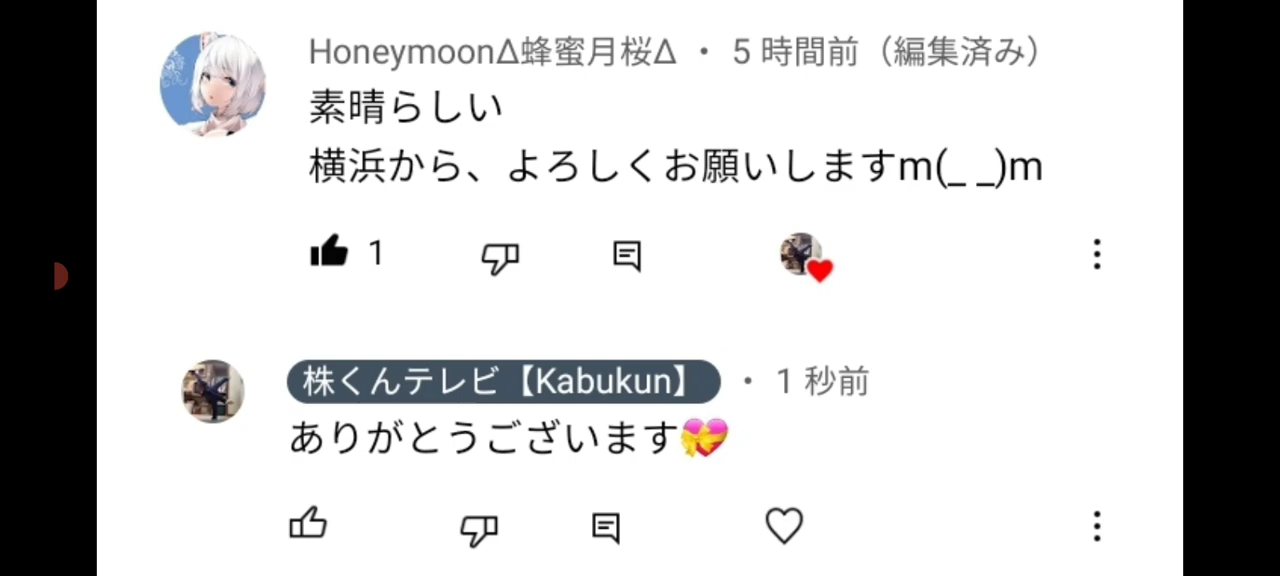 HoneymoonΔ蜂蜜月桜Δ ・ 5 時間前（編集済み）
素晴らしい
横浜から、よろしくお願いしますm(_ _)m
1
株くんテレビ【Kabukun】 ・ 1 秒前
ありがとうございます💝